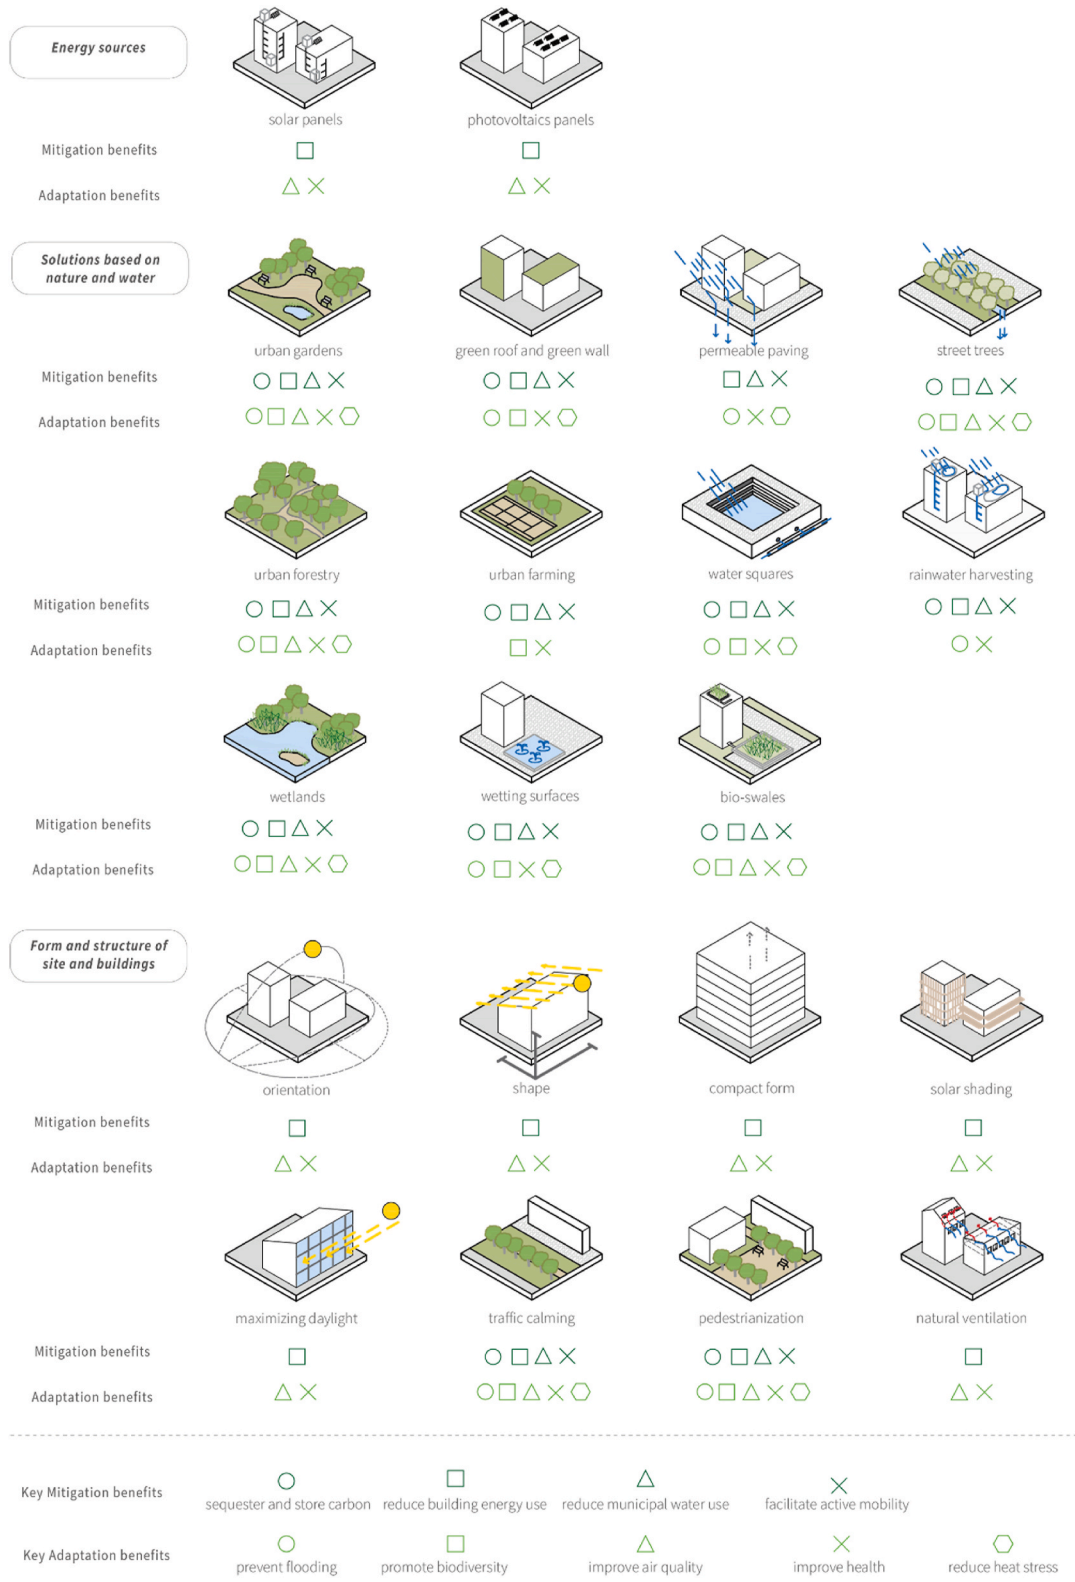 Energy sources
solar panels
photovoltaics panels
Mitigation benefits
Adaptation benefits
Solutions based on
nature and water
urban gardens
green roof and green wall
permeable paving
street trees
Mitigation benefits
Adaptation benefits
urban forestry
urban farming
water squares
rainwater harvesting
Mitigation benefits
Adaptation benefits
wetlands
wetting surfaces
bio-swales
Mitigation benefits
Adaptation benefits
Form and structure of
site and buildings
orientation
shape
compact form
solar shading
Mitigation benefits
Adaptation benefits
maximizing daylight
traffic calming
pedestrianization
natural ventilation
Mitigation benefits
Adaptation benefits
Key Mitigation benefits
sequester and store carbon
reduce building energy use
reduce municipal water use
facilitate active mobility
Key Adaptation benefits
prevent flooding
promote biodiversity
improve air quality
improve health
reduce heat stress